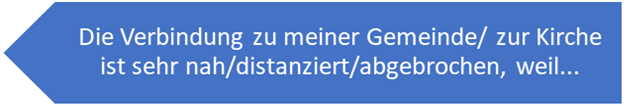 Die Verbindung zu meiner Gemeinde/ zur Kirche
ist sehr nah/distanziert/abgebrochen, weil...